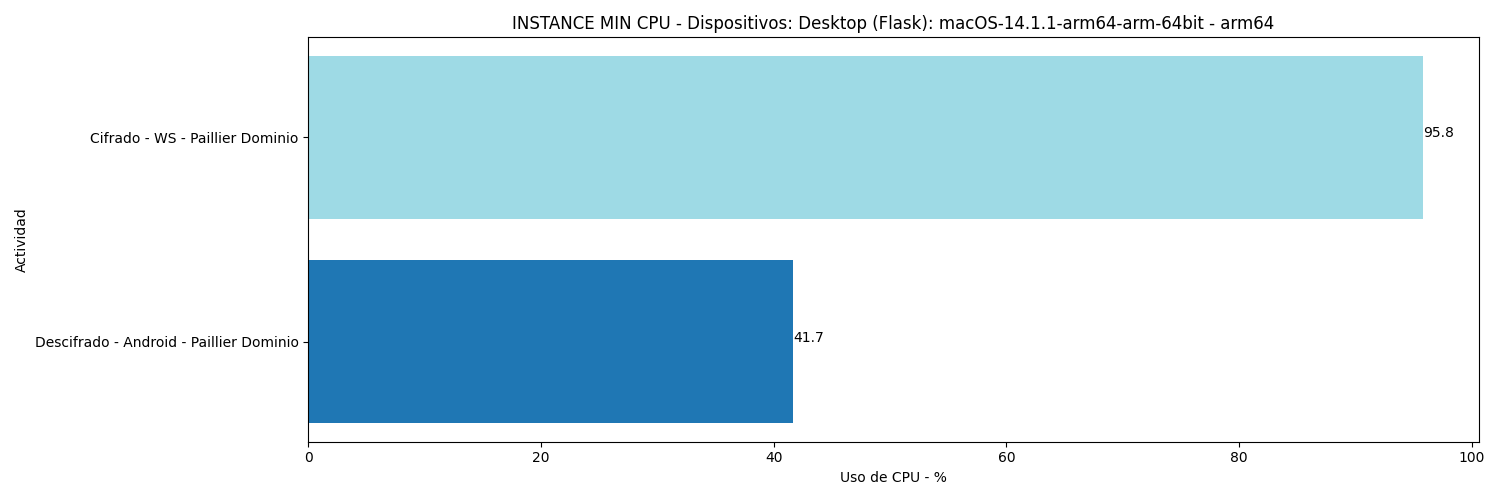 INSTANCE MIN CPU - Dispositivos: Desktop (Flask): macOS-14.1.1-arm64-arm-64bit - arm64
Actividad
Cifrado - WS - Paillier Dominio
95.8
Descifrado - Android - Paillier Dominio
41.7
0 20 40 60 80 100
Uso de CPU - %